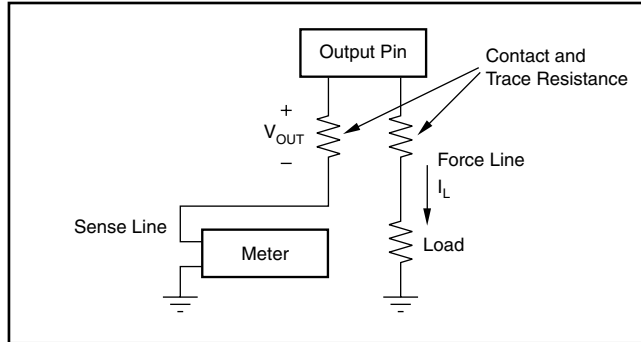 Output Pin
Contact and
Trace Resistance
+
V_OUT
–
Force Line
I_L
Sense Line
Meter
Load